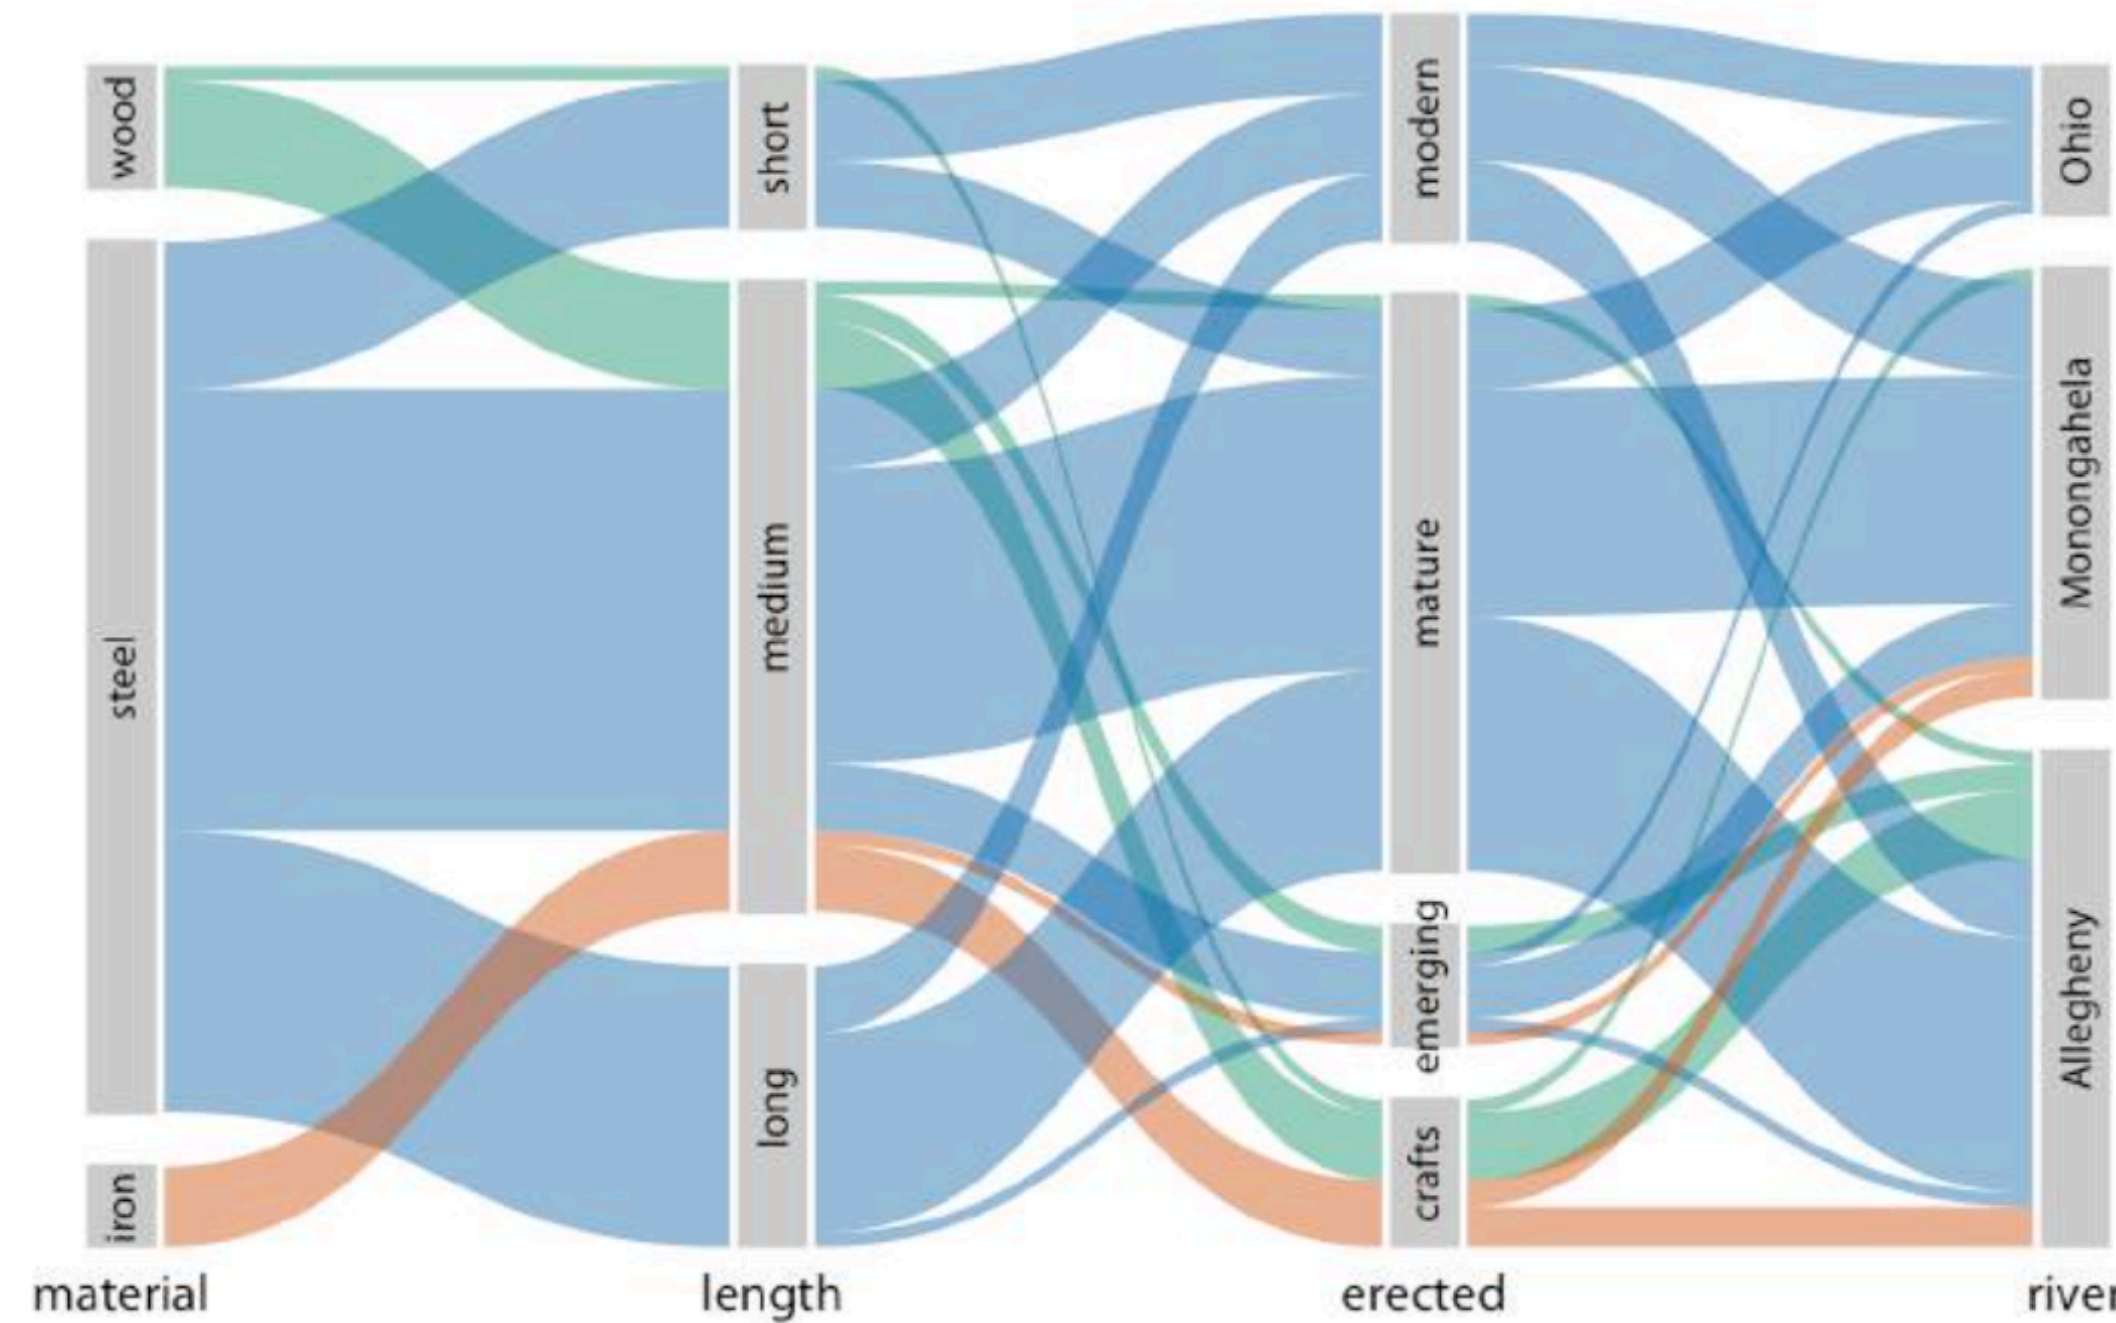 wood
steel
iron
short
medium
long
modern
mature
emerging
crafts
Ohio
Monongahela
Allegheny
material
length
erected
river